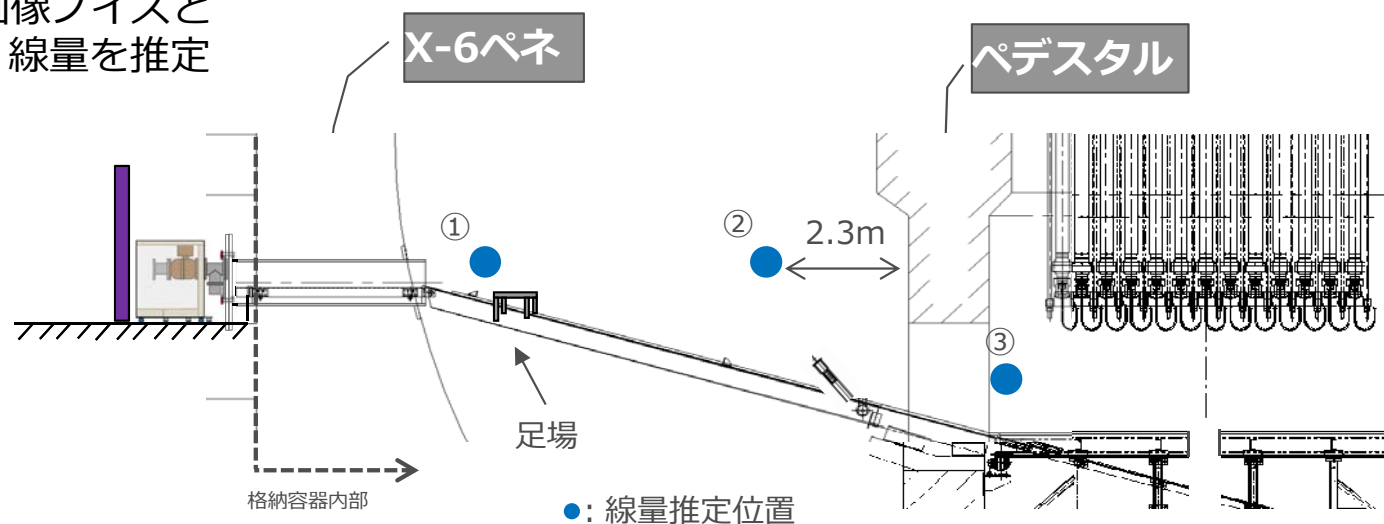 線量を推定
X-6ペネ
ペデスタル
①
②
2.3m
③
足場
格納容器内部
●: 線量推定位置